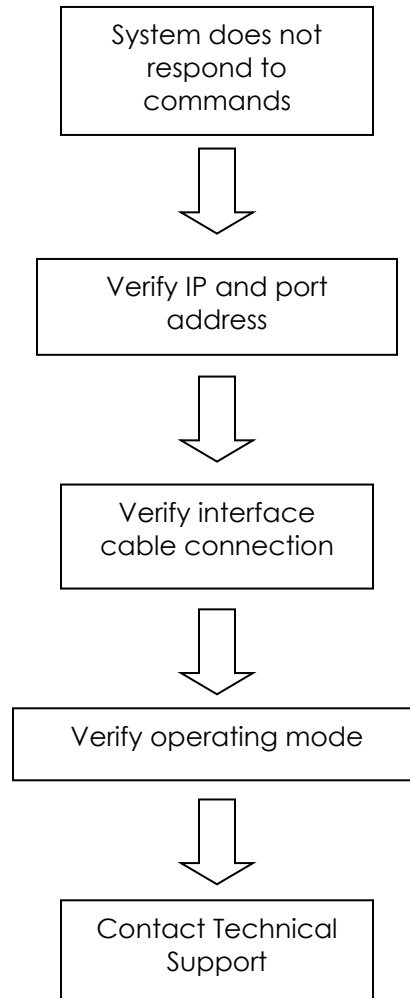 System does not
respond to
commands
Verify IP and port
address
Verify interface
cable connection
Verify operating mode
Contact Technical
Support